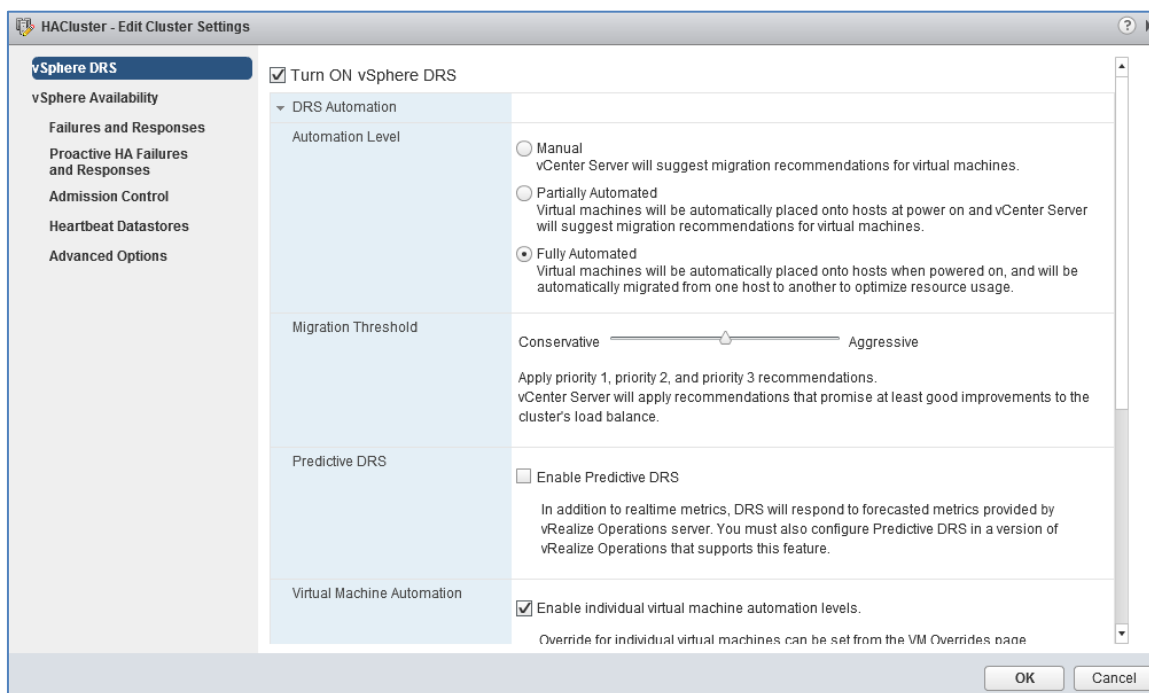 HACluster - Edit Cluster Settings
?
vSphere DRS
vSphere Availability
Failures and Responses
Proactive HA Failures
and Responses
Admission Control
Heartbeat Datastores
Advanced Options
Turn ON vSphere DRS
DRS Automation
Automation Level
Manual
vCenter Server will suggest migration recommendations for virtual machines.
Partially Automated
Virtual machines will be automatically placed onto hosts at power on and vCenter Server
will suggest migration recommendations for virtual machines.
Fully Automated
Virtual machines will be automatically placed onto hosts when powered on, and will be
automatically migrated from one host to another to optimize resource usage.
Migration Threshold
Conservative Aggressive
Apply priority 1, priority 2, and priority 3 recommendations.
vCenter Server will apply recommendations that promise at least good improvements to the
cluster's load balance.
Predictive DRS
Enable Predictive DRS
In addition to realtime metrics, DRS will respond to forecasted metrics provided by
vRealize Operations server. You must also configure Predictive DRS in a version of
vRealize Operations that supports this feature.
Virtual Machine Automation
Enable individual virtual machine automation levels.
Override for individual virtual machines can be set from the VM Overrides page
OK Cancel